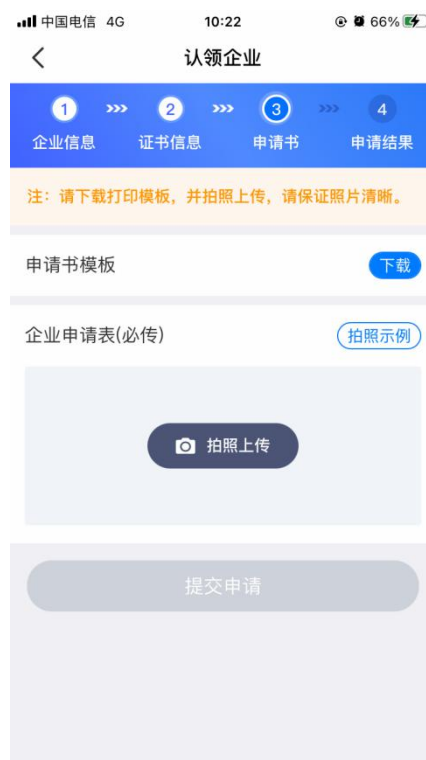 中国电信 4G 10:22 66%
认领企业
1 >>> 2 >>> 3 >>> 4
企业信息 证书信息 申请书 申请结果
注：请下载打印模板，并拍照上传，请保证照片清晰。
申请书模板 下载
企业申请表(必传) 拍照示例
拍照上传
提交申请